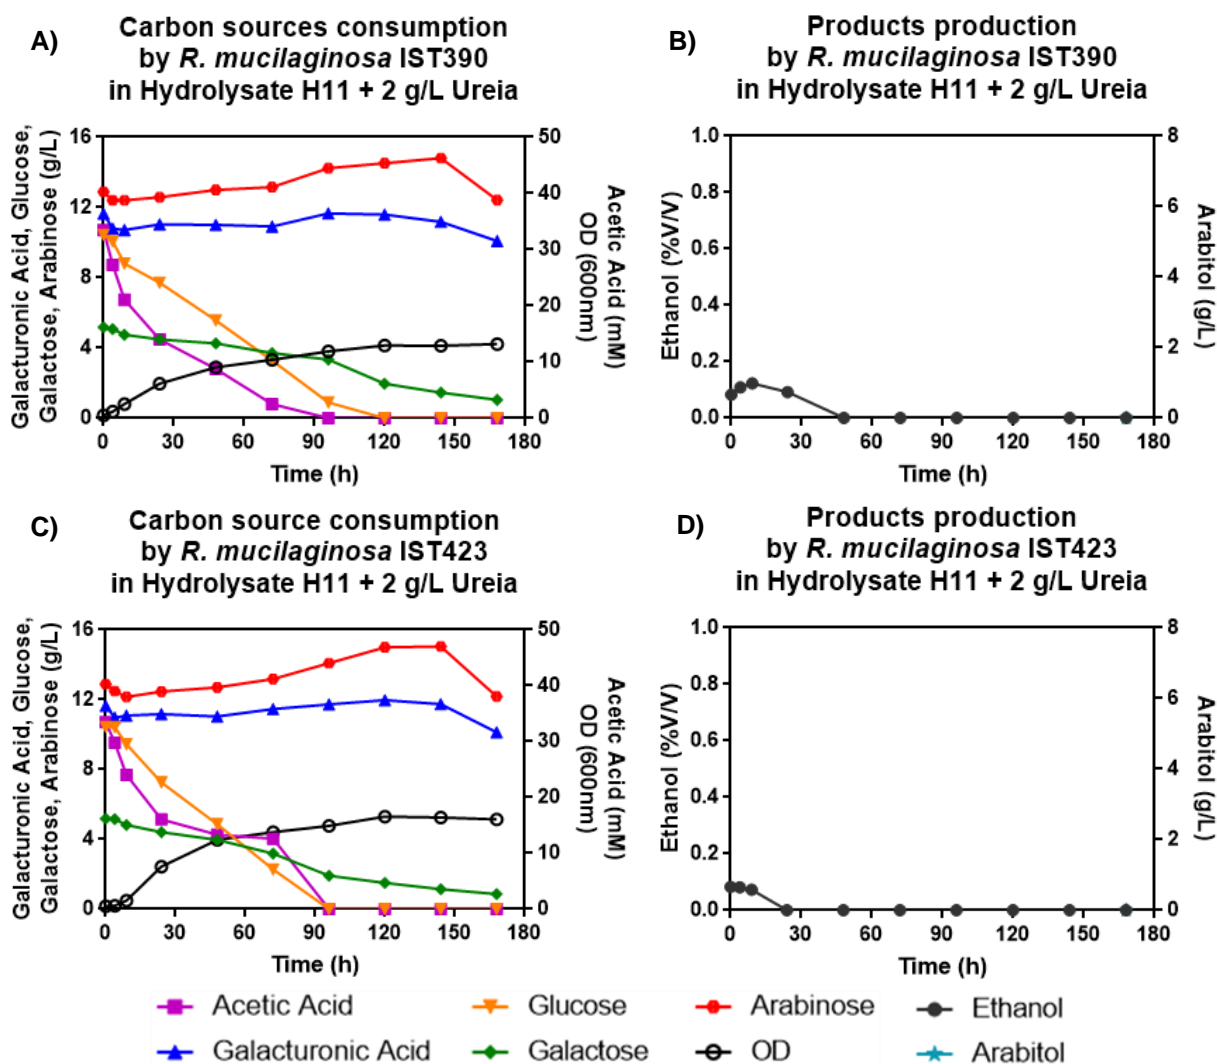 A)
Carbon sources consumption
by R. mucilaginosa IST390
in Hydrolysate H11 + 2 g/L Ureia
Galacturonic Acid, Glucose,
Galactose, Arabinose (g/L)
16
12
8
4
0
50
40
30
20
10
0
Acetic Acid (mM)
OD (600nm)
0 30 60 90 120 150 180
Time (h)
B)
Products production
by R. mucilaginosa IST390
in Hydrolysate H11 + 2 g/L Ureia
Ethanol (%V/V)
1.0
0.8
0.6
0.4
0.2
0.0
8
6
4
2
0
Arabitol (g/L)
0 30 60 90 120 150 180
Time (h)
C)
Carbon source consumption
by R. mucilaginosa IST423
in Hydrolysate H11 + 2 g/L Ureia
Galacturonic Acid, Glucose,
Galactose, Arabinose (g/L)
16
12
8
4
0
50
40
30
20
10
0
Acetic Acid (mM)
OD (600nm)
0 30 60 90 120 150 180
Time (h)
D)
Products production
by R. mucilaginosa IST423
in Hydrolysate H11 + 2 g/L Ureia
Ethanol (%V/V)
1.0
0.8
0.6
0.4
0.2
0.0
8
6
4
2
0
Arabitol (g/L)
0 30 60 90 120 150 180
Time (h)
Acetic Acid Glucose Arabinose Ethanol
Galacturonic Acid Galactose OD Arabitol